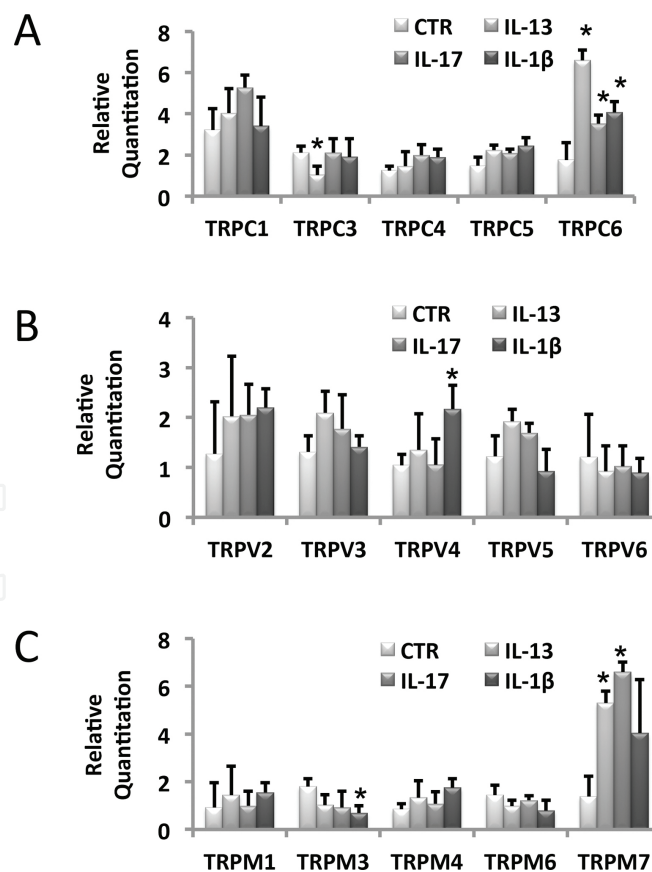 A
CTR IL-13
IL-17 IL-1β
Relative
Quantitation
8
6
4
2
0
*
*
*
*
TRPC1 TRPC3 TRPC4 TRPC5 TRPC6
B
CTR IL-13
IL-17 IL-1β
Relative
Quantitation
4
3
2
1
0
*
TRPV2 TRPV3 TRPV4 TRPV5 TRPV6
C
CTR IL-13
IL-17 IL-1β
Relative
Quantitation
8
6
4
2
0
*
*
*
TRPM1 TRPM3 TRPM4 TRPM6 TRPM7